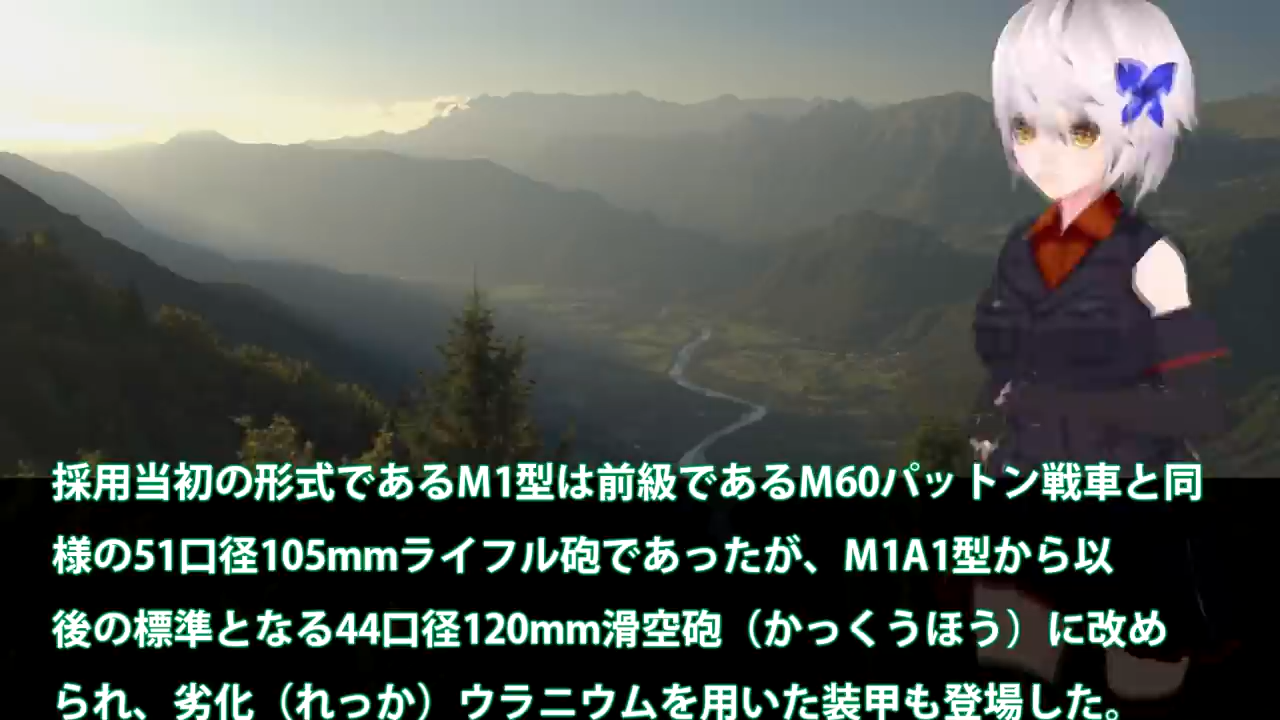 採用当初の形式であるM1型は前級であるM60パットン戦車と同
様の51口径105mmライフル砲であったが、M1A1型から以
後の標準となる44口径120mm滑空砲（かっくうほう）に改め
られ、劣化（れっか）ウラニウムを用いた装甲も登場した。